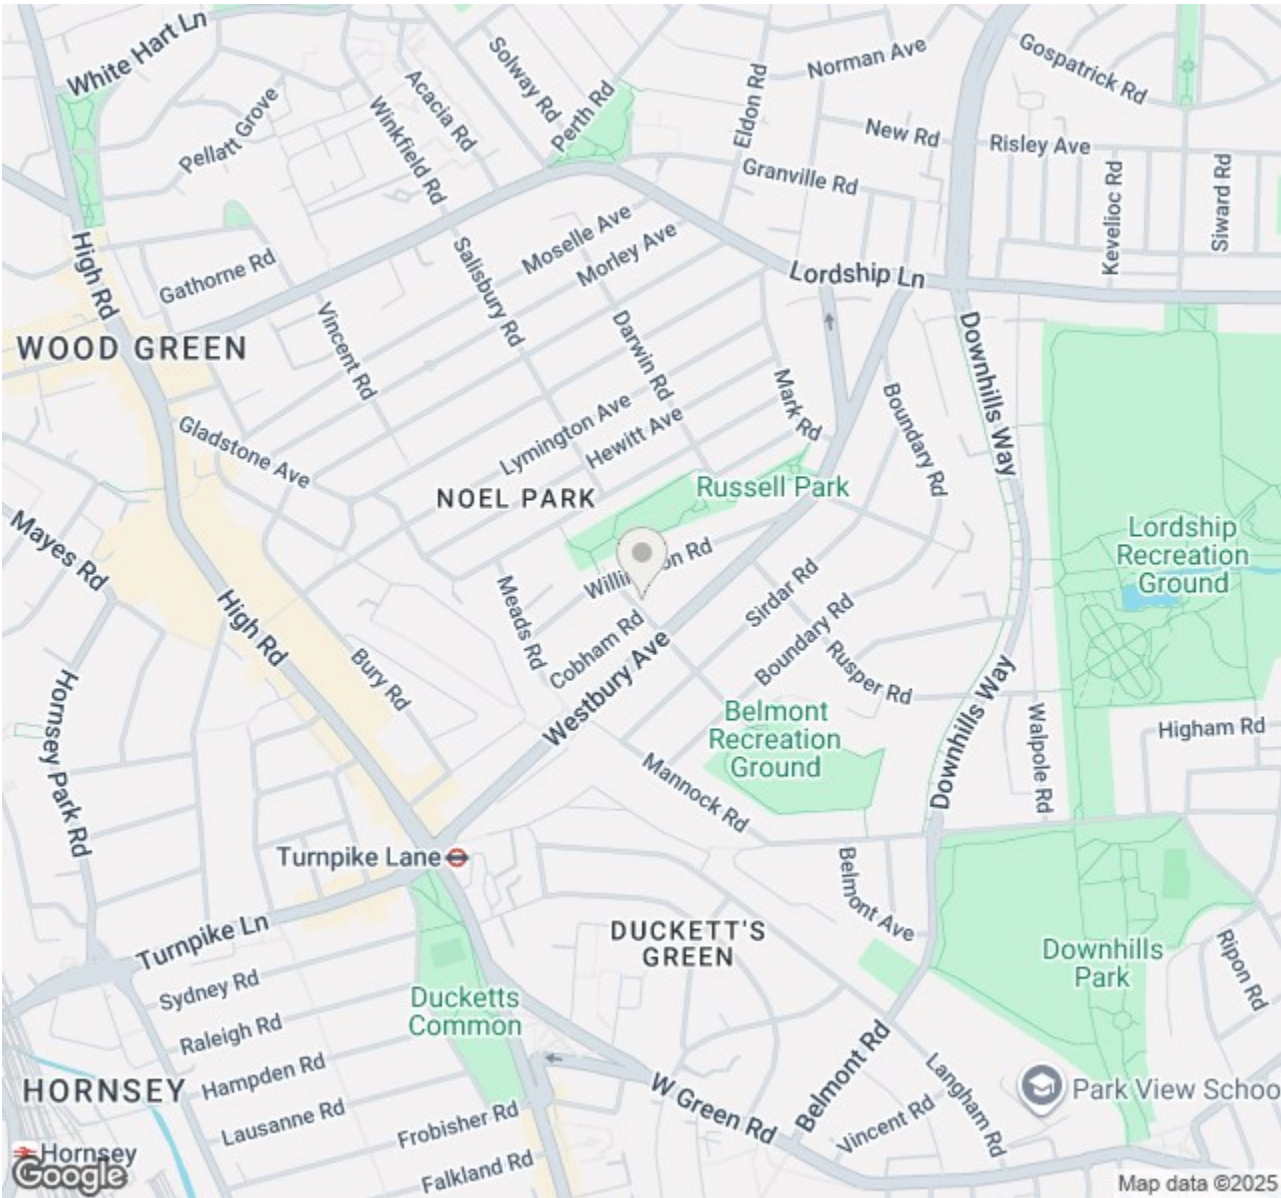 White Hart Ln
Solway Rd
Acacia Rd
Perth Rd
Eldon Rd
Norman Ave
Gospatrick Rd
Pellatt Grove
Winkfield Rd
New Rd
Risley Ave
Granville Rd
Kevelioc Rd
Siward Rd
High Rd
Gathorne Rd
Salisbury Rd
Moselle Ave
Morley Ave
Lordship Ln
Vincent Rd
Darwin Rd
Downhills Way
WOOD GREEN
Mark Rd
Boundary Rd
Gladstone Ave
Lymington Ave
Hewitt Ave
NOEL PARK
Russell Park
Lordship
Recreation
Ground
Mayes Rd
High Rd
Meads Rd
Cobham Rd
Westbury Ave
Sirdar Rd
Boundary Rd
Rusper Rd
Bury Rd
Hornsey Park Rd
Belmont
Recreation
Ground
Downhills Way
Walpole Rd
Higham Rd
Mannock Rd
Turnpike Lane
Belmont Ave
Turnpike Ln
DUCKETT'S
GREEN
Downhills
Park
Ripon Rd
Sydney Rd
Raleigh Rd
Ducketts
Common
Hampden Rd
HORNSEY
Lausanne Rd
Frobisher Rd
Falkland Rd
W Green Rd
Belmont Rd
Vincent Rd
Langham Rd
Park View Schoo
Hornsey
Google
Map data ©2025